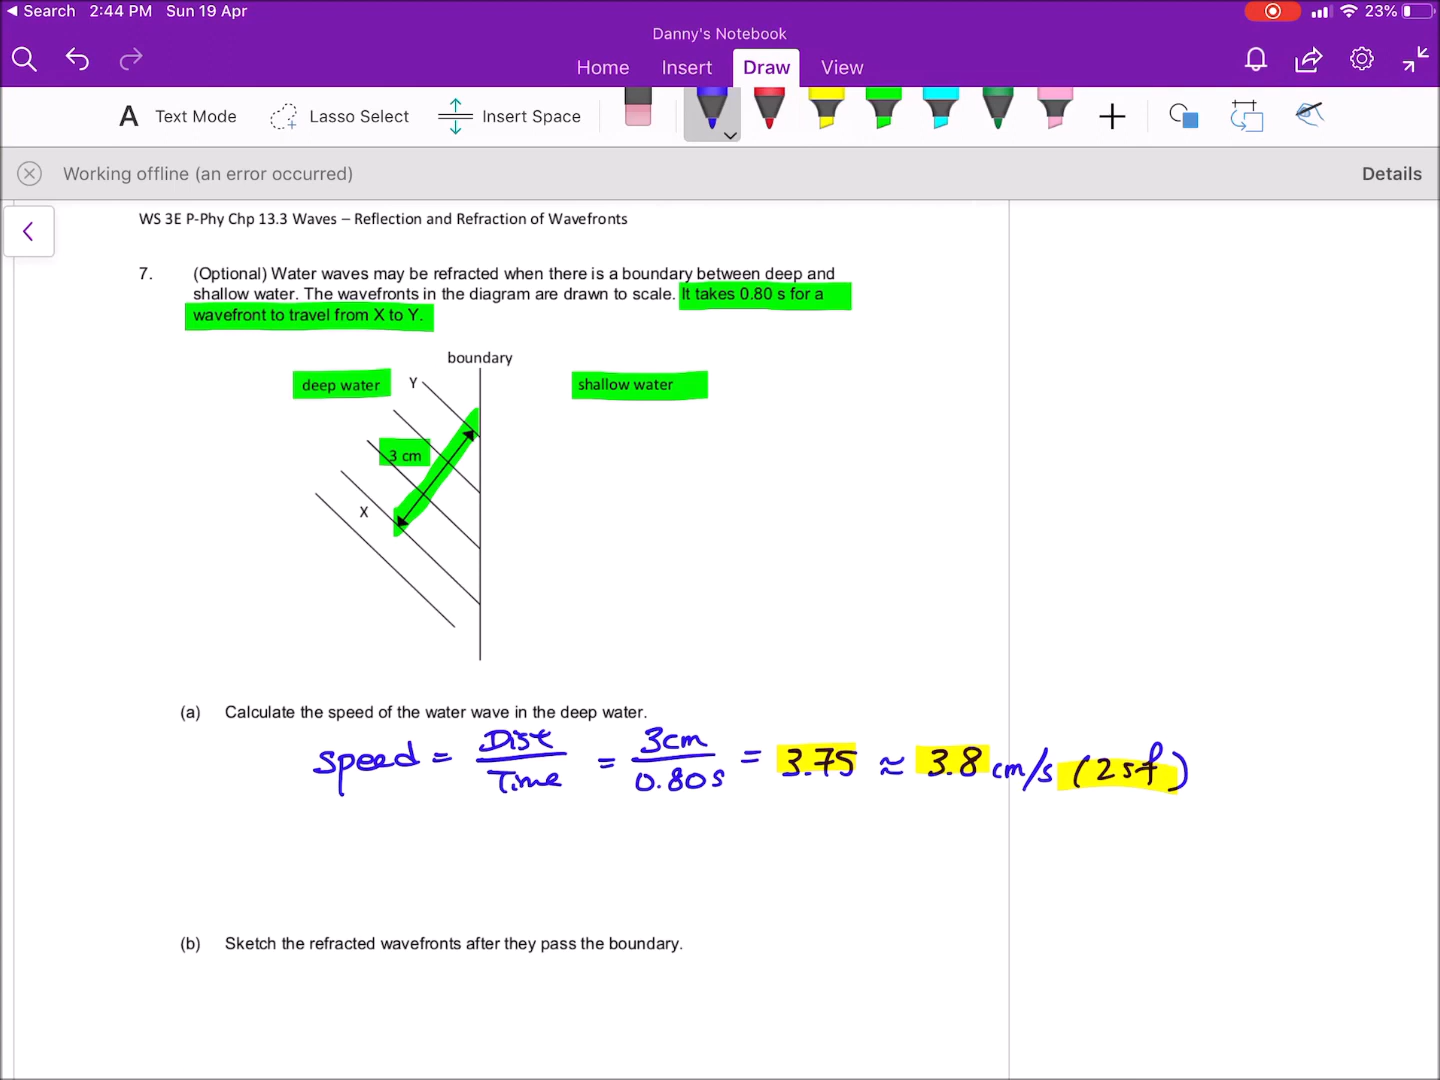 Search 2:44 PM Sun 19 Apr 23%
Danny's Notebook
Home Insert Draw View
A Text Mode Lasso Select Insert Space
Working offline (an error occurred) Details
WS 3E P-Phy Chp 13.3 Waves – Reflection and Refraction of Wavefronts
7. (Optional) Water waves may be refracted when there is a boundary between deep and
shallow water. The wavefronts in the diagram are drawn to scale. It takes 0.80 s for a
wavefront to travel from X to Y.
boundary
deep water Y shallow water
3 cm
X
(a) Calculate the speed of the water wave in the deep water.
speed = Dist / Time = 3cm / 0.80s = 3.75 ≈ 3.8 cm/s (2 sf)
(b) Sketch the refracted wavefronts after they pass the boundary.